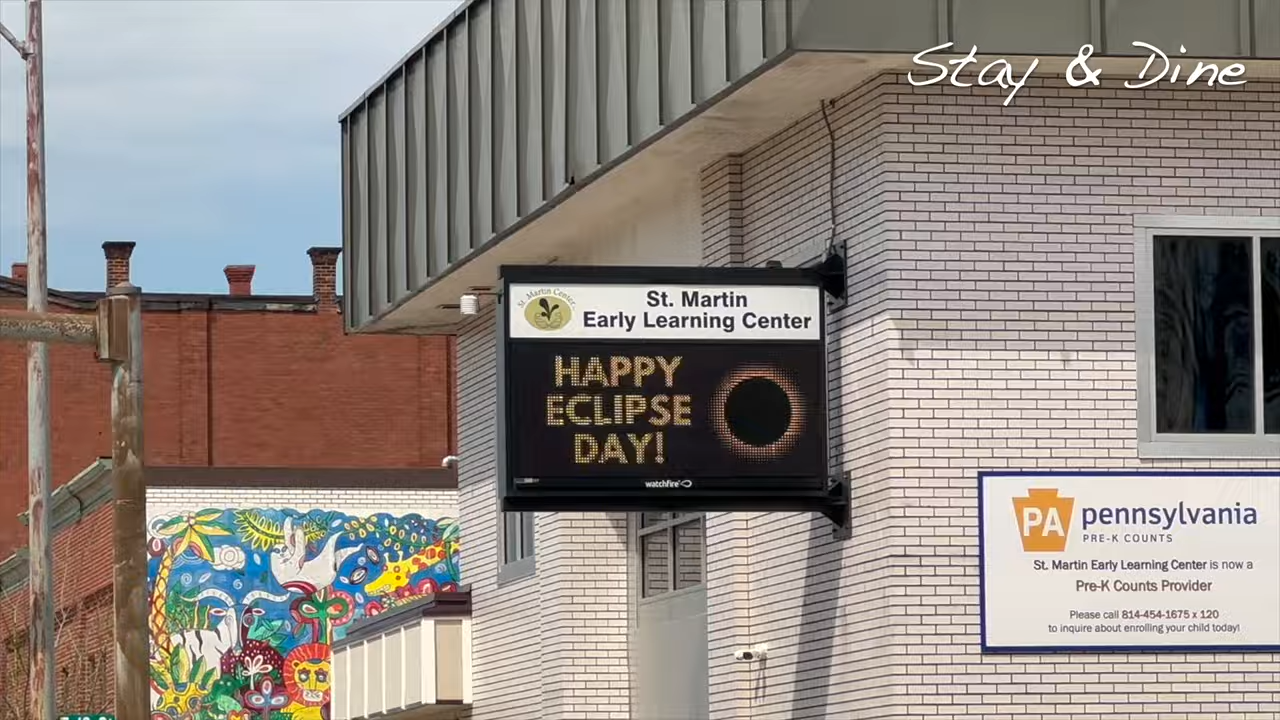 Stay & Dine
St. Martin Center
St. Martin
Early Learning Center
HAPPY
ECLIPSE
DAY!
watchfire
PA pennsylvania
PRE-K COUNTS
St. Martin Early Learning Center is now a
Pre-K Counts Provider
Please call 814-454-1675 x 120
to inquire about enrolling your child today!